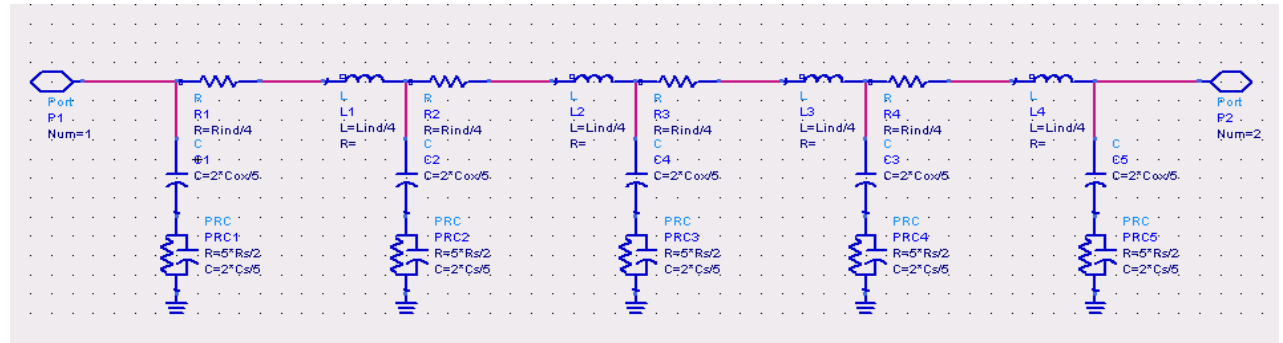 Port
P1
Num=1
R
R1
R=Rind/4
L
L1
L=Lind/4
R=
R
R2
R=Rind/4
L
L2
L=Lind/4
R=
R
R3
R=Rind/4
L
L3
L=Lind/4
R=
R
R4
R=Rind/4
L
L4
L=Lind/4
R=
Port
P2
Num=2
C
C1
C=2*Cox/5
C
C2
C=2*Cox/5
C
C4
C=2*Cox/5
C
C3
C=2*Cox/5
C
C5
C=2*Cox/5
PRC
PRC1
R=5*Rs/2
C=2*Cs/5
PRC
PRC2
R=5*Rs/2
C=2*Cs/5
PRC
PRC3
R=5*Rs/2
C=2*Cs/5
PRC
PRC4
R=5*Rs/2
C=2*Cs/5
PRC
PRC5
R=5*Rs/2
C=2*Cs/5